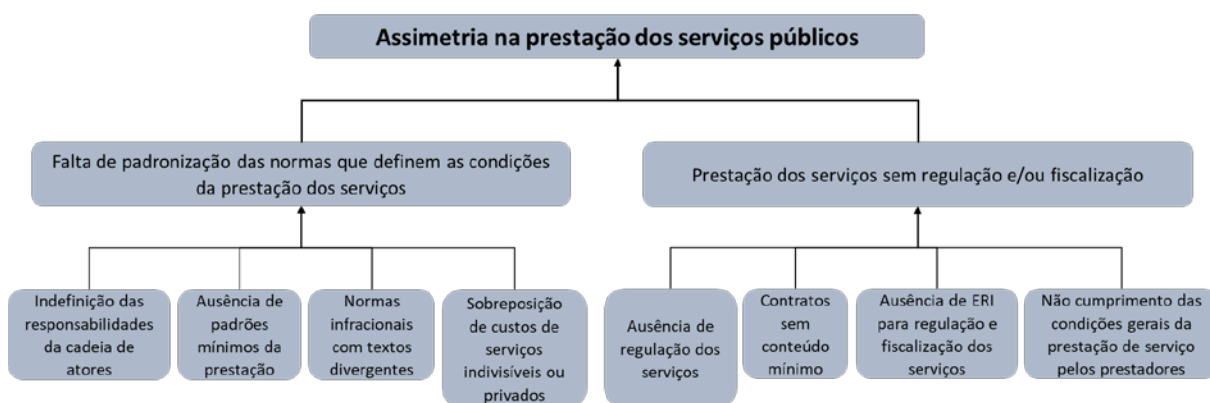 Assimetria na prestação dos serviços públicos
Falta de padronização das normas que definem as condições
da prestação dos serviços
Prestação dos serviços sem regulação e/ou fiscalização
Indefinição das
responsabilidades
da cadeia de
atores
Ausência de
padrões
mínimos da
prestação
Normas
infracionais
com textos
divergentes
Sobreposição
de custos de
serviços
indivisíveis ou
privados
Ausência de
regulação dos
serviços
Contratos
sem
conteúdo
mínimo
Ausência de ERI
para regulação e
fiscalização dos
serviços
Não cumprimento das
condições gerais da
prestação de serviço
pelos prestadores